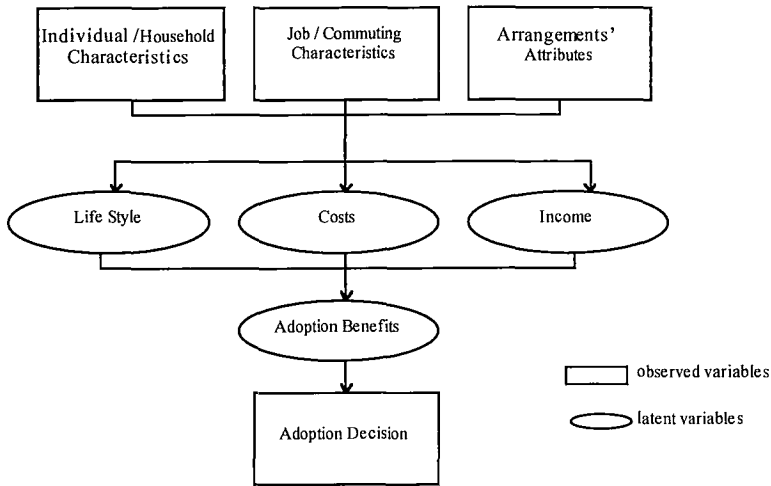 Individual /Household
Characteristics
Job / Commuting
Characteristics
Arrangements'
Attributes
Life Style
Costs
Income
Adoption Benefits
Adoption Decision
observed variables
latent variables